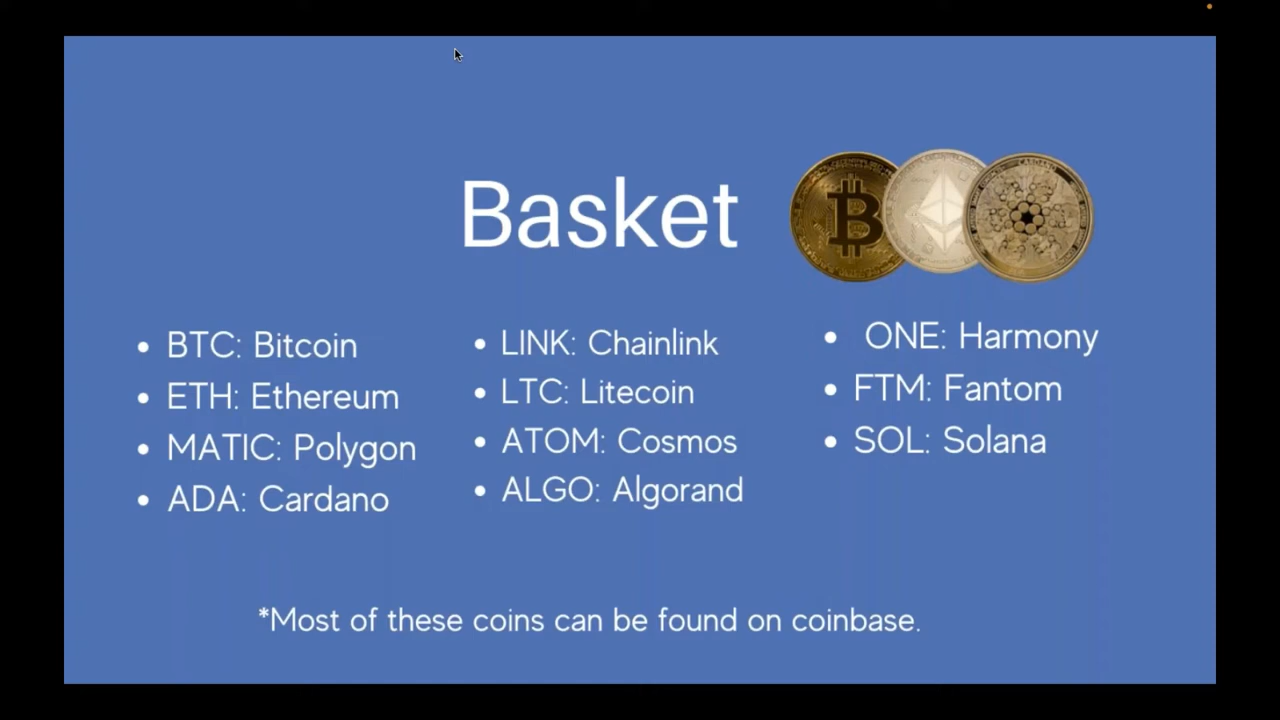 Basket
• BTC: Bitcoin
• ETH: Ethereum
• MATIC: Polygon
• ADA: Cardano
• LINK: Chainlink
• LTC: Litecoin
• ATOM: Cosmos
• ALGO: Algorand
• ONE: Harmony
• FTM: Fantom
• SOL: Solana
*Most of these coins can be found on coinbase.